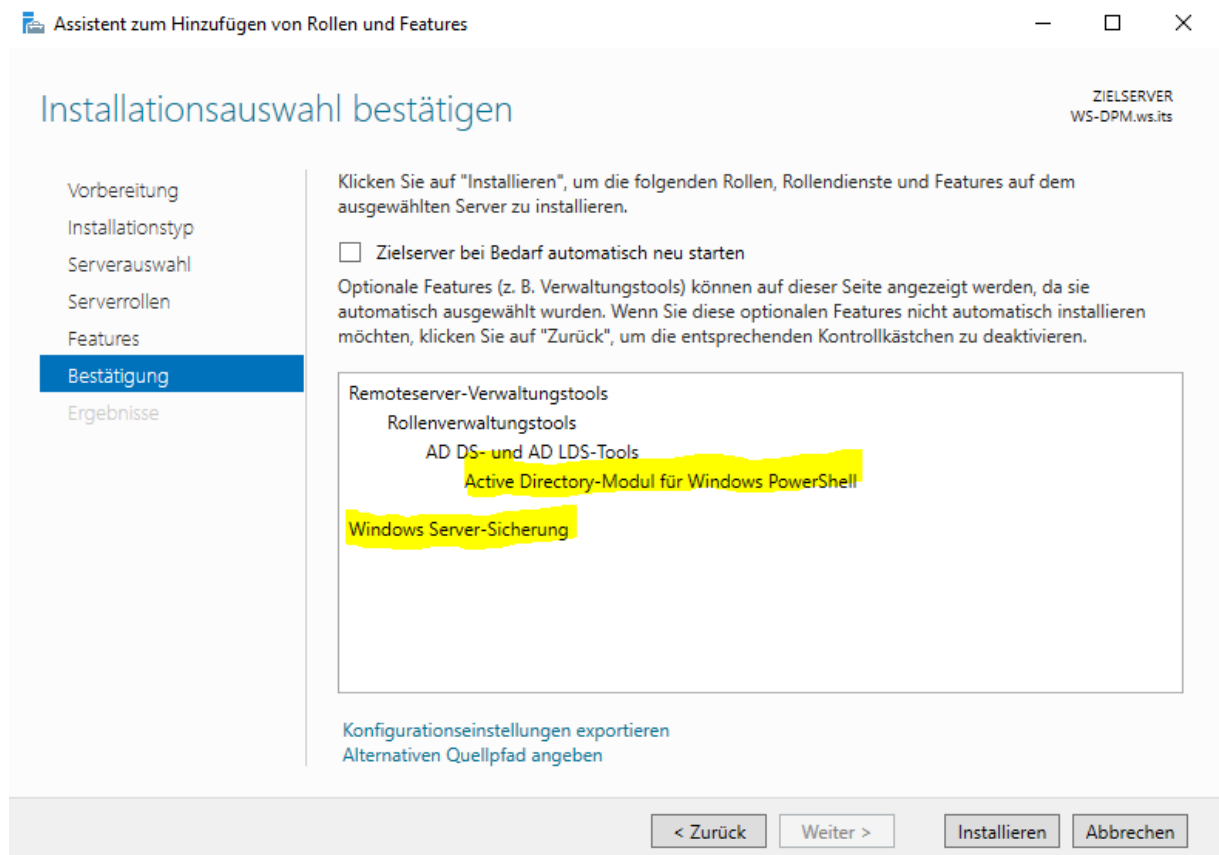 Assistent zum Hinzufügen von Rollen und Features
Installationsauswahl bestätigen
ZIELSERVER
WS-DPM.ws.its
Vorbereitung
Installationstyp
Serverauswahl
Serverrollen
Features
Bestätigung
Ergebnisse
Klicken Sie auf "Installieren", um die folgenden Rollen, Rollendienste und Features auf dem
ausgewählten Server zu installieren.
Zielserver bei Bedarf automatisch neu starten
Optionale Features (z. B. Verwaltungstools) können auf dieser Seite angezeigt werden, da sie
automatisch ausgewählt wurden. Wenn Sie diese optionalen Features nicht automatisch installieren
möchten, klicken Sie auf "Zurück", um die entsprechenden Kontrollkästchen zu deaktivieren.
Remoteserver-Verwaltungstools
Rollenverwaltungstools
AD DS- und AD LDS-Tools
Active Directory-Modul für Windows PowerShell
Windows Server-Sicherung
Konfigurationseinstellungen exportieren
Alternativen Quellpfad angeben
< Zurück
Weiter >
Installieren
Abbrechen